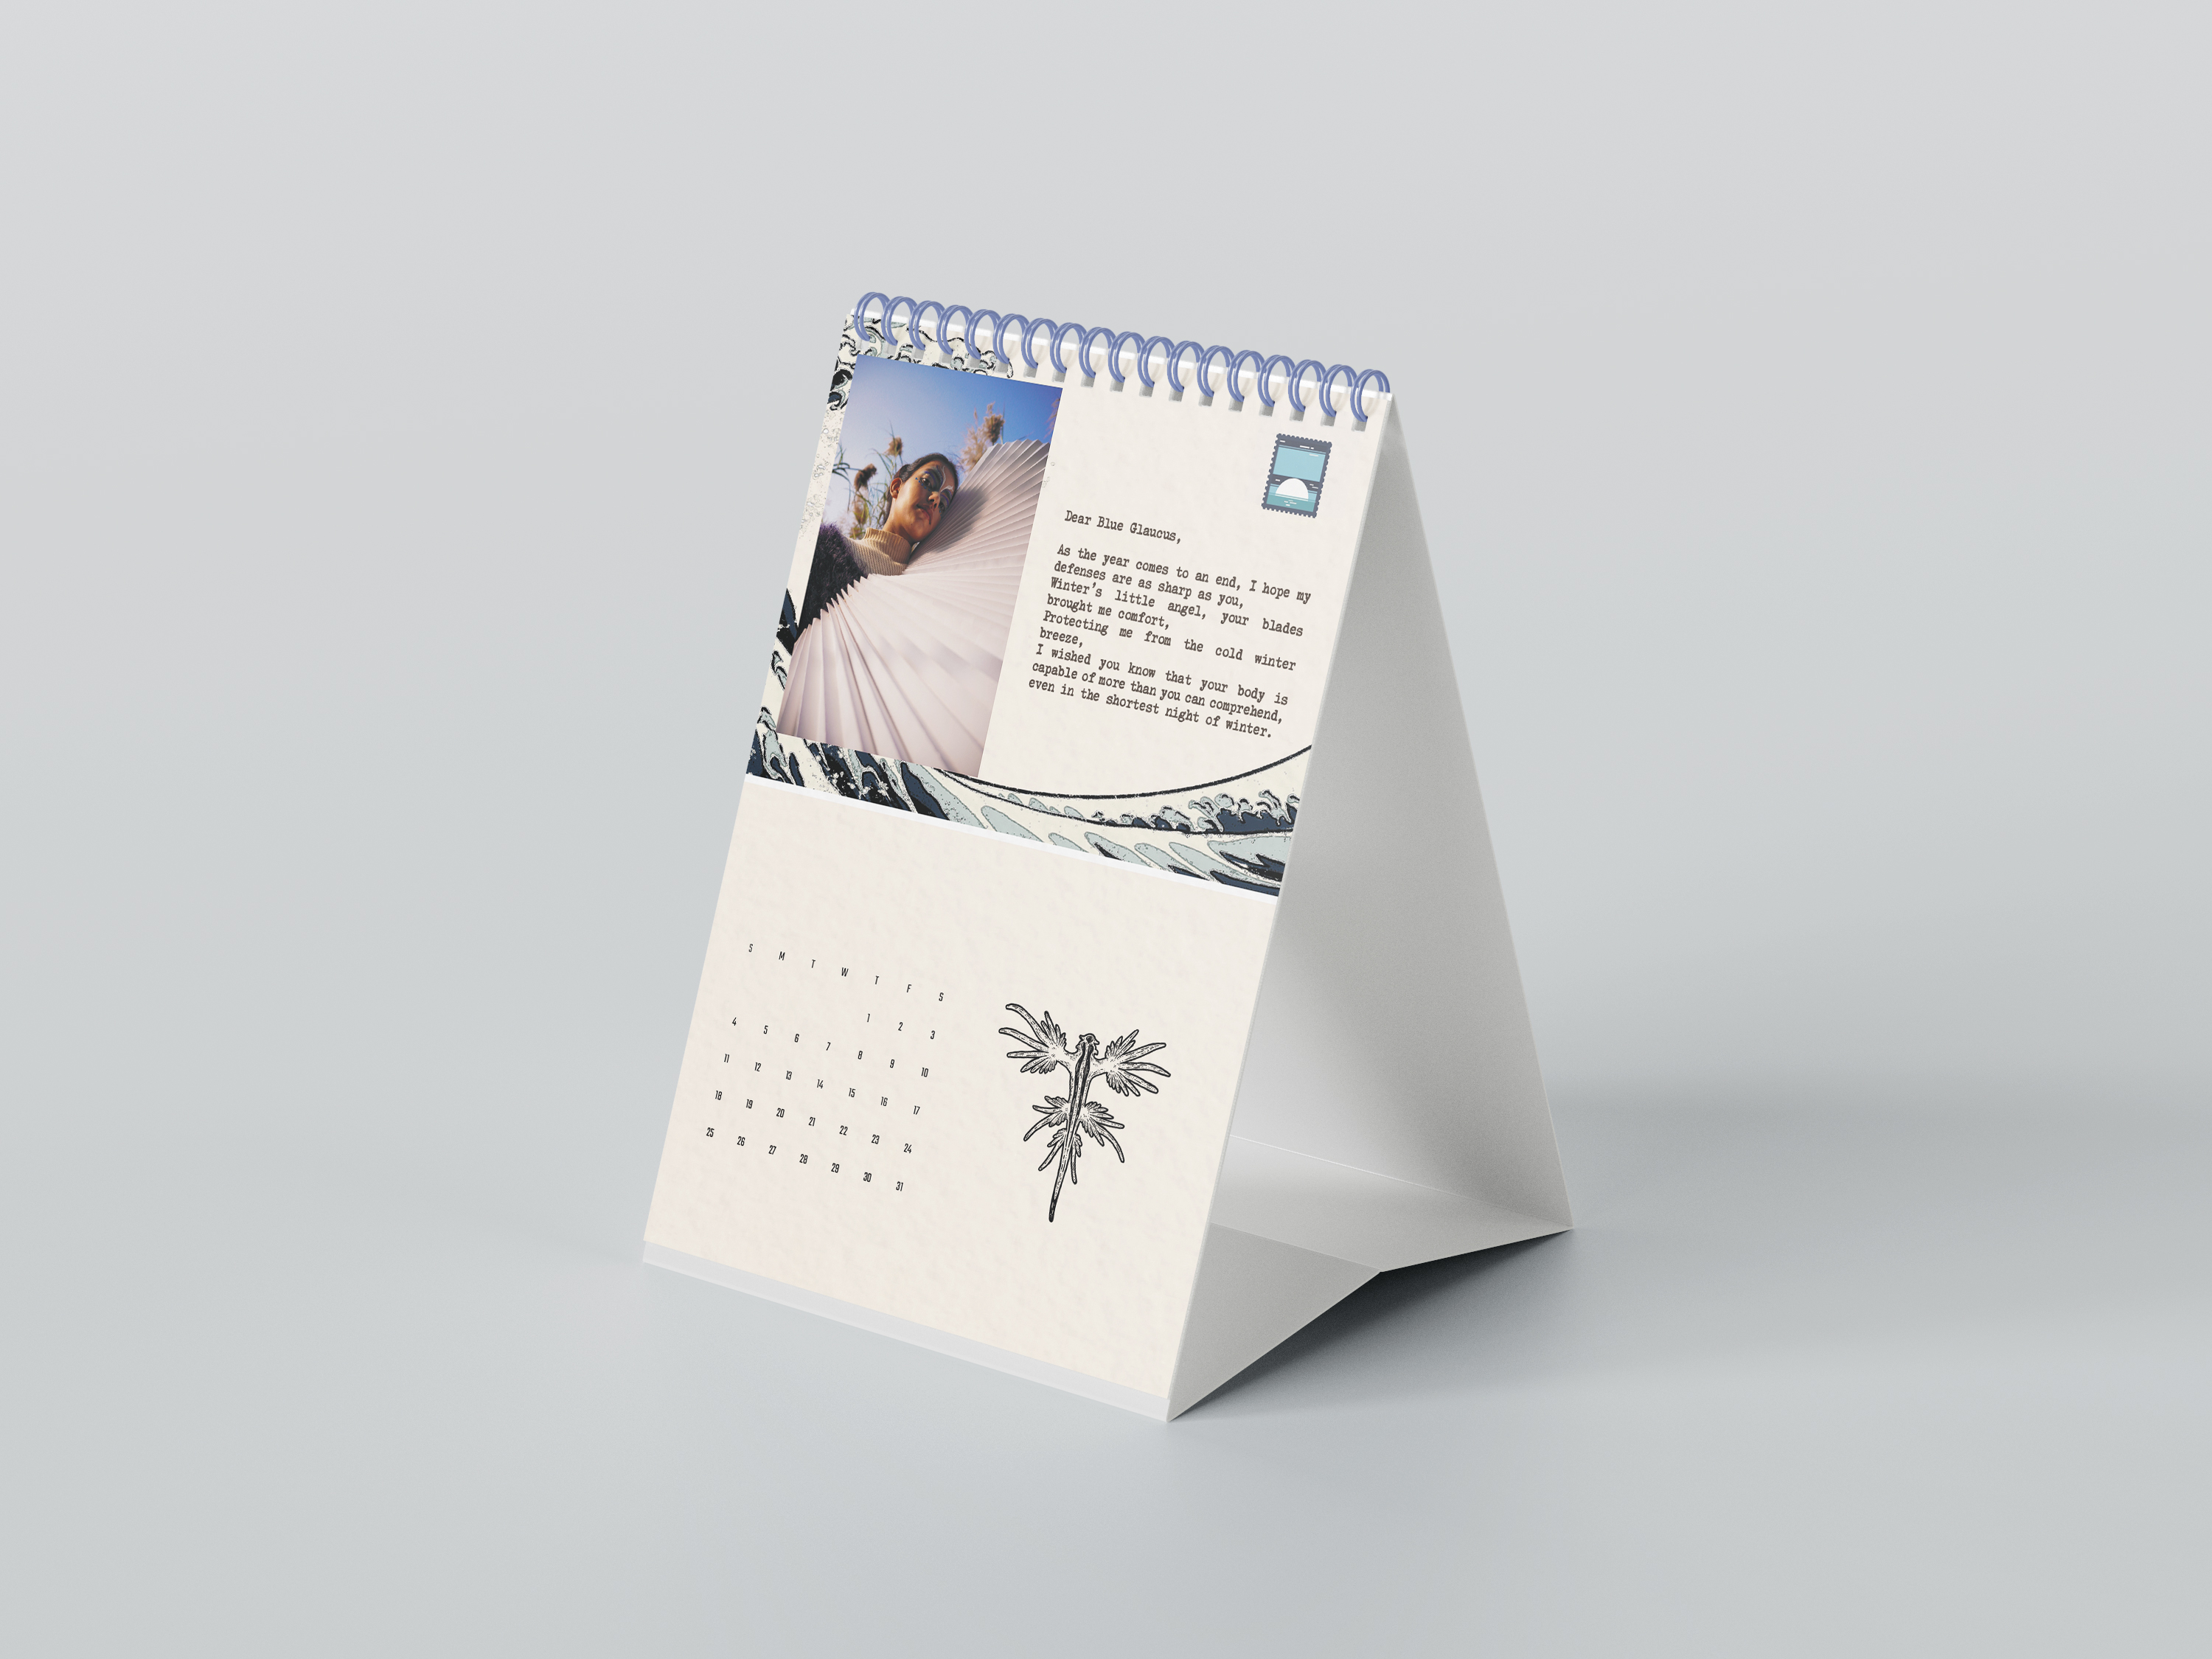 Dear Blue Glaucus,
As the year comes to an end, I hope my
defenses are as sharp as you,
Winter's little angel, your blades
brought me comfort,
Protecting me from the cold winter
breeze,
I wished you know that your body is
capable of more than you can comprehend,
even in the shortest night of winter.
S M T W T F S
1 2 3
4 5 6 7 8 9 10
11 12 13 14 15 16 17
18 19 20 21 22 23 24
25 26 27 28 29 30 31